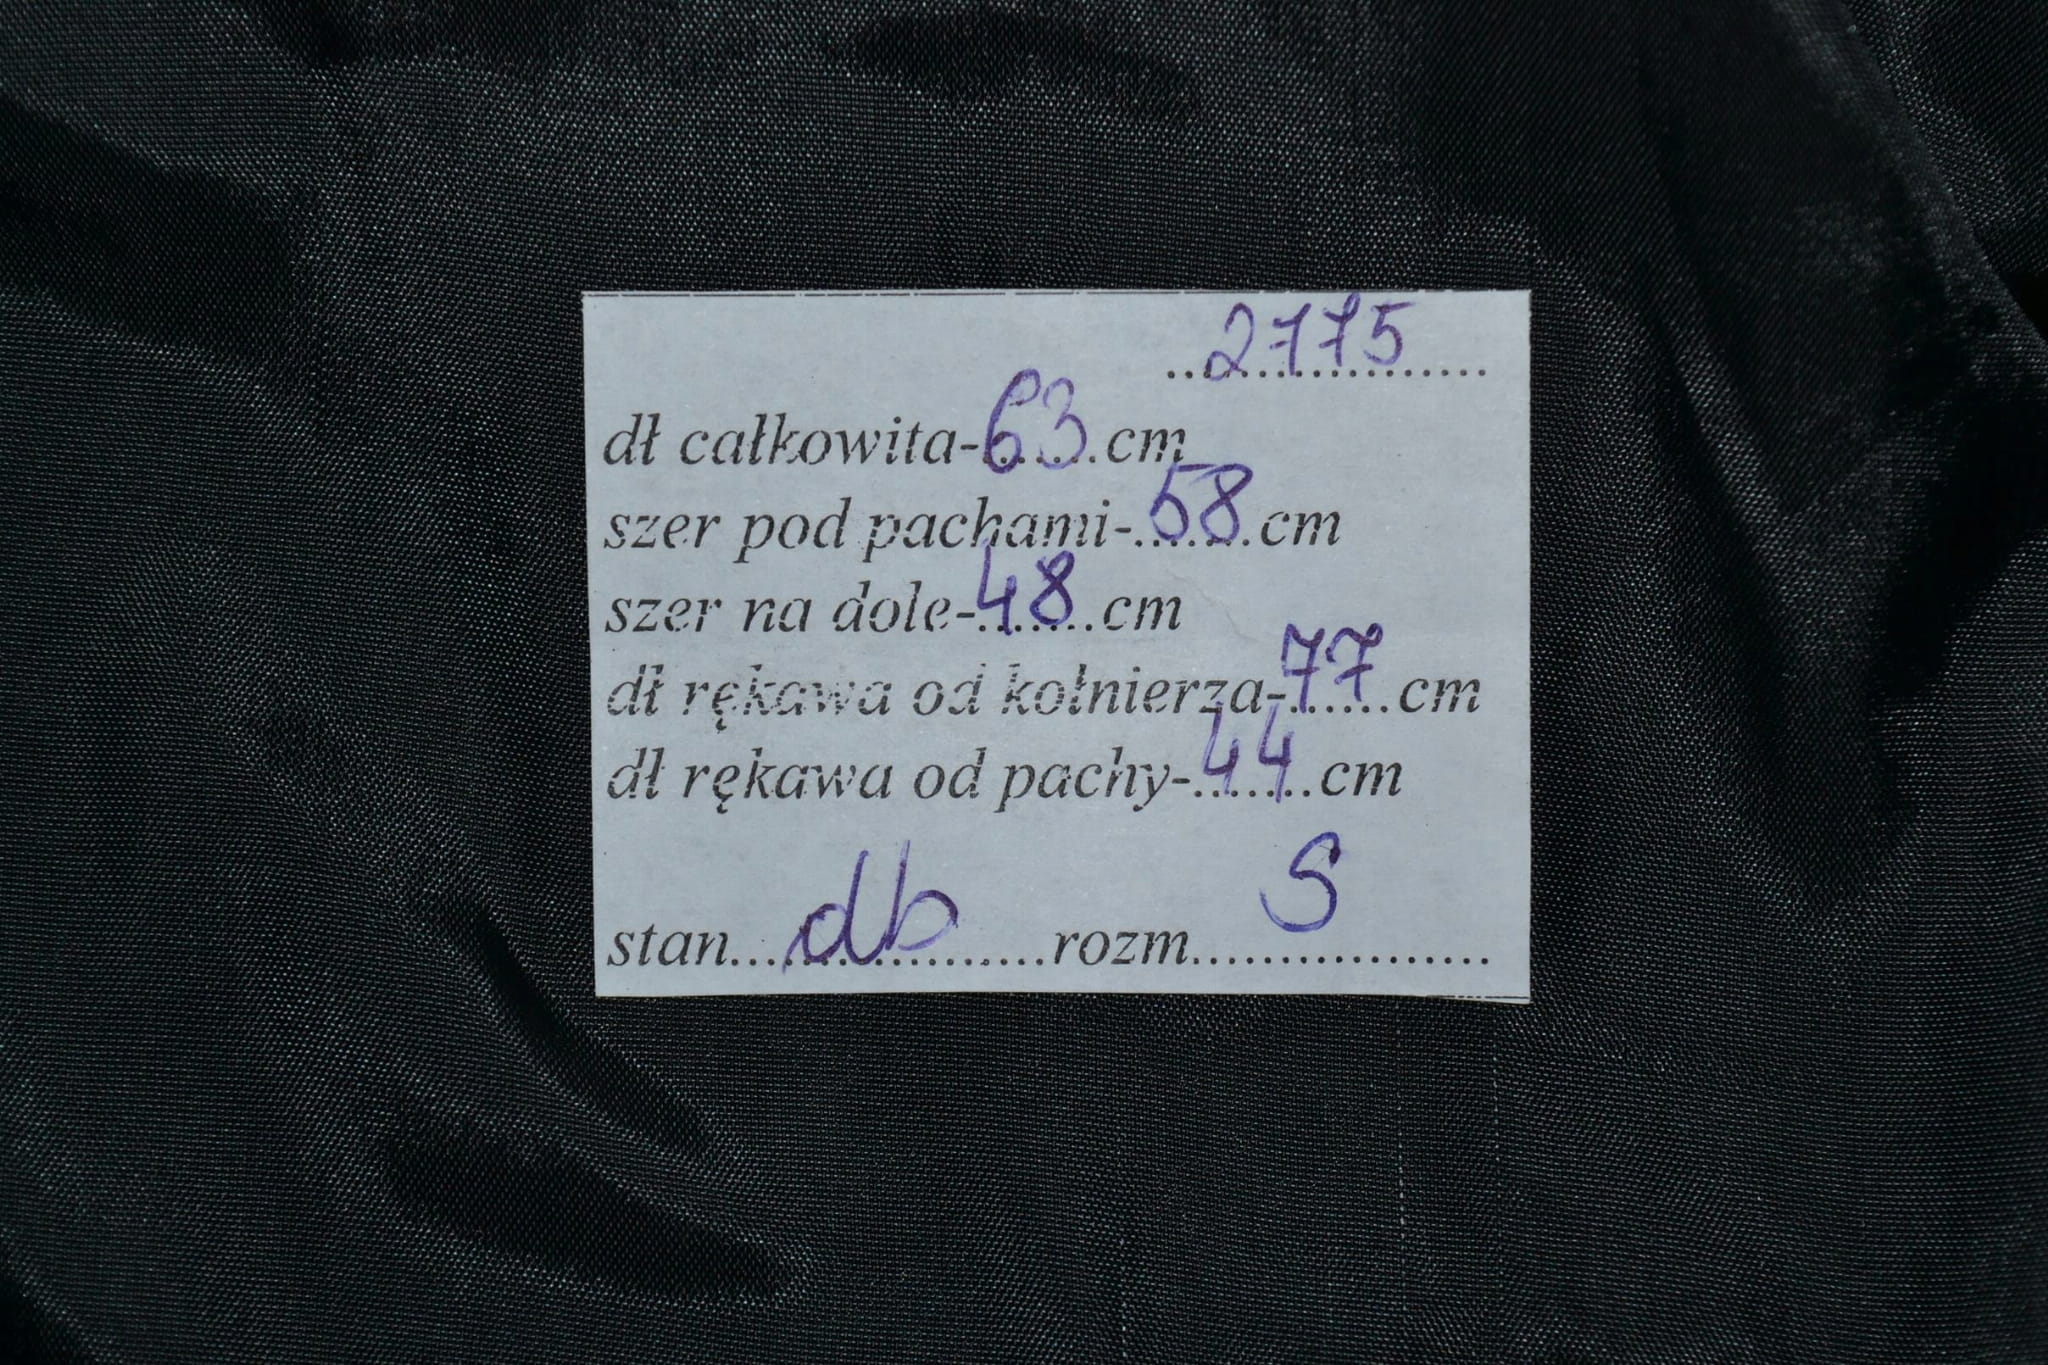 ..2775......
dł całkowita-63.cm
szer pod pachami-.58.cm
szer na dole-48.cm
dł rękawa od kołnierza-77.cm
dł rękawa od pachy-44.cm
stan...db...rozm...S...